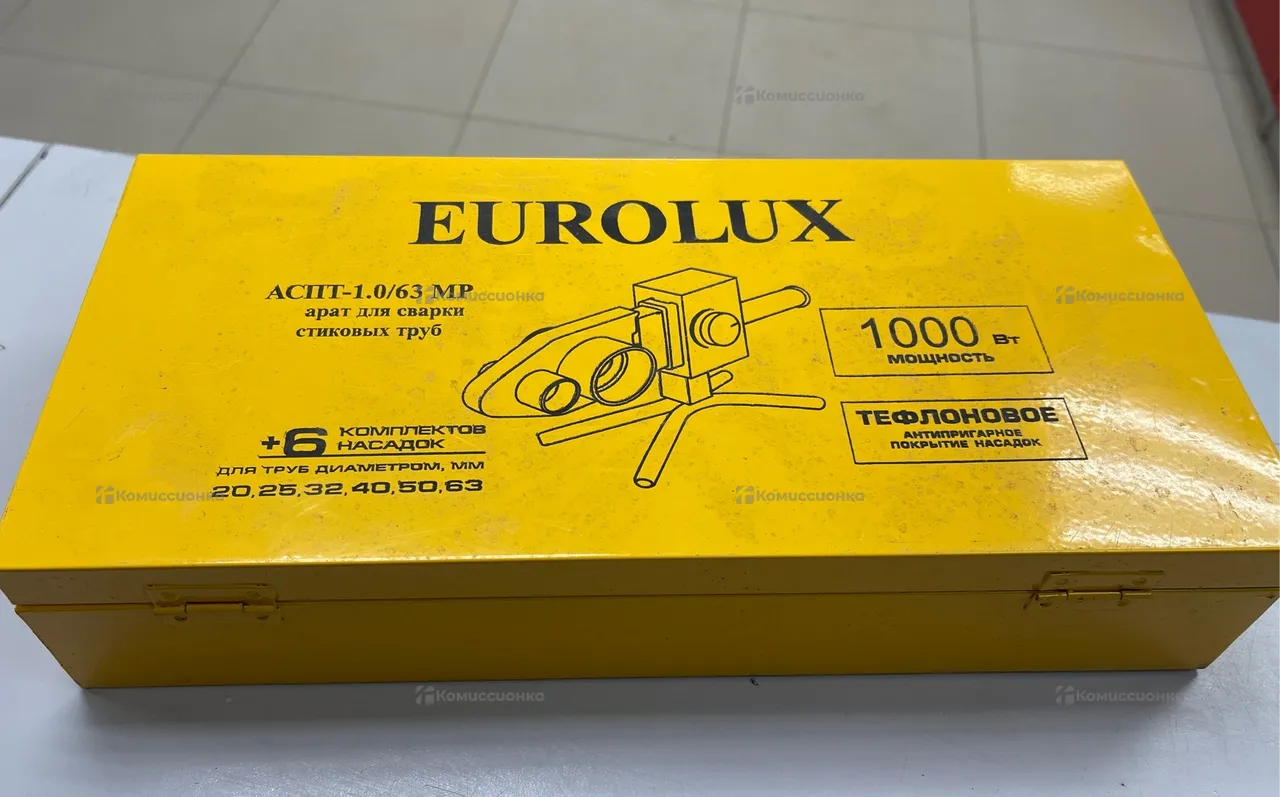 EUROLUX
АСПТ-1.0/63 МР
арат для сварки
стиковых труб
1000 Вт
МОЩНОСТЬ
ТЕФЛОНОВОЕ
АНТИПРИГАРНОЕ
ПОКРЫТИЕ НАСАДОК
+6 КОМПЛЕКТОВ
НАСАДОК
ДЛЯ ТРУБ ДИАМЕТРОМ, ММ
20,25,32,40,50,63
Комиссионка
Комиссионка
Комиссионка
Комиссионка
Комиссионка
Комиссионка
Комиссионка